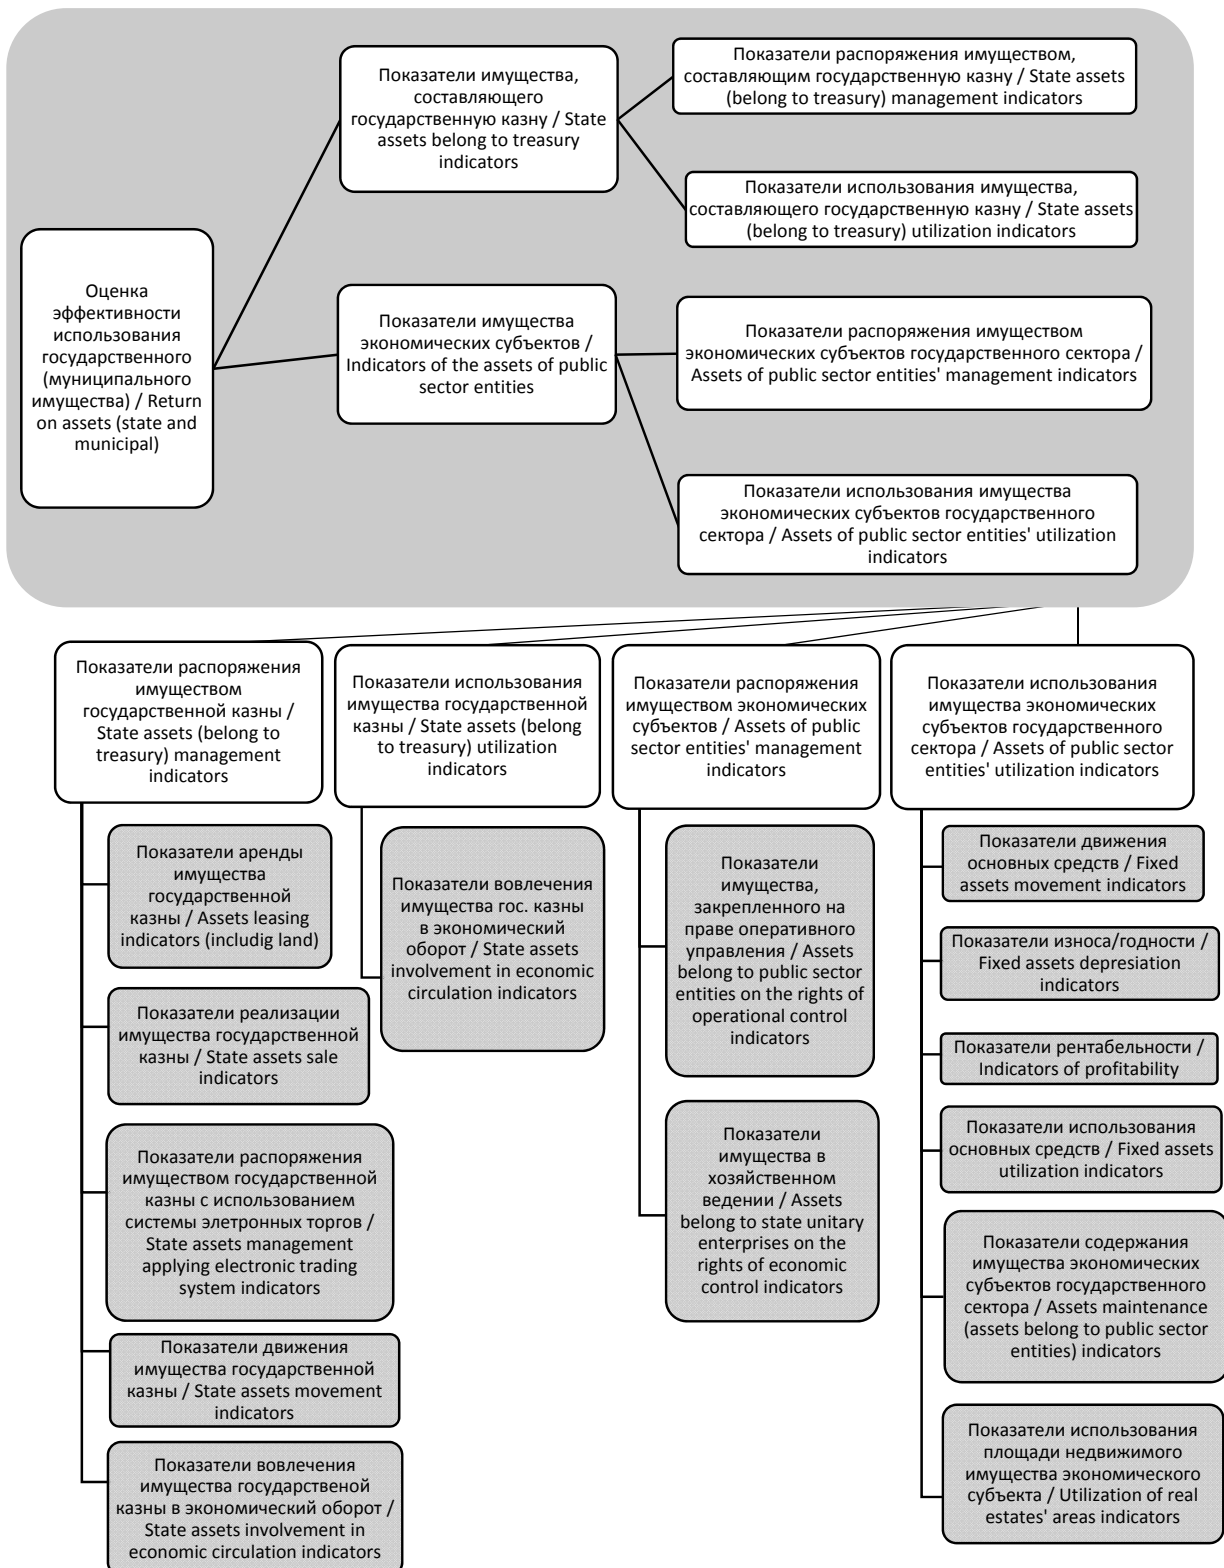 Показатели имущества,
составляющего
государственную казну / State
assets belong to treasury
indicators
Показатели распоряжения имуществом,
составляющим государственную казну / State assets
(belong to treasury) management indicators
Показатели использования имущества,
составляющего государственную казну / State assets
(belong to treasury) utilization indicators
Оценка
эффективности
использования
государственного
(муниципального
имущества) / Return
on assets (state and
municipal)
Показатели имущества
экономических субъектов /
Indicators of the assets of public
sector entities
Показатели распоряжения имуществом
экономических субъектов государственного сектора /
Assets of public sector entities' management indicators
Показатели использования имущества
экономических субъектов государственного
сектора / Assets of public sector entities' utilization
indicators
Показатели распоряжения
имуществом
государственной казны /
State assets (belong to
treasury) management
indicators
Показатели аренды
имущества
государственной
казны / Assets leasing
indicators (includig land)
Показатели реализации
имущества государственной
казны / State assets sale
indicators
Показатели распоряжения
имуществом государственной
казны с использованием
системы элетронных торгов /
State assets management
applying electronic trading
system indicators
Показатели движения
имущества государственной
казны / State assets movement
indicators
Показатели вовлечения
имущества государственой
казны в экономический оборот /
State assets involvement in
economic circulation indicators
Показатели использования
имущества государственной
казны / State assets (belong
to treasury) utilization
indicators
Показатели вовлечения
имущества гос. казны
в экономический
оборот / State assets
involvement in economic
circulation indicators
Показатели распоряжения
имуществом экономических
субъектов / Assets of public
sector entities' management
indicators
Показатели
имущества,
закрепленного на
праве оперативного
управления / Assets
belong to public sector
entities on the rights of
operational control
indicators
Показатели
имущества в
хозяйственном
ведении / Assets
belong to state unitary
enterprises on the
rights of economic
control indicators
Показатели использования
имущества экономических
субъектов государственного
сектора / Assets of public sector
entities' utilization indicators
Показатели движения
основных средств / Fixed
assets movement indicators
Показатели износа/годности /
Fixed assets depresiation
indicators
Показатели рентабельности /
Indicators of profitability
Показатели использования
основных средств / Fixed assets
utilization indicators
Показатели содержания
имущества экономических
субъектов государственного
сектора / Assets maintenance
(assets belong to public sector
entities) indicators
Показатели использования
площади недвижимого
имущества экономического
субъекта / Utilization of real
estates' areas indicators